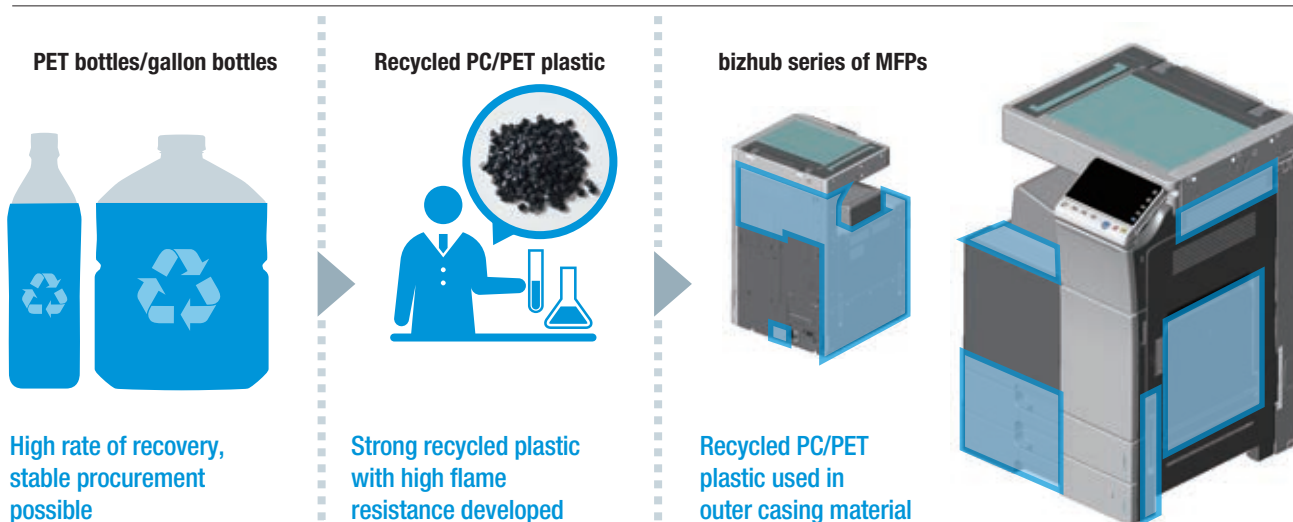 PET bottles/gallon bottles
Recycled PC/PET plastic
bizhub series of MFPs
High rate of recovery,
stable procurement
possible
Strong recycled plastic
with high flame
resistance developed
Recycled PC/PET
plastic used in
outer casing material